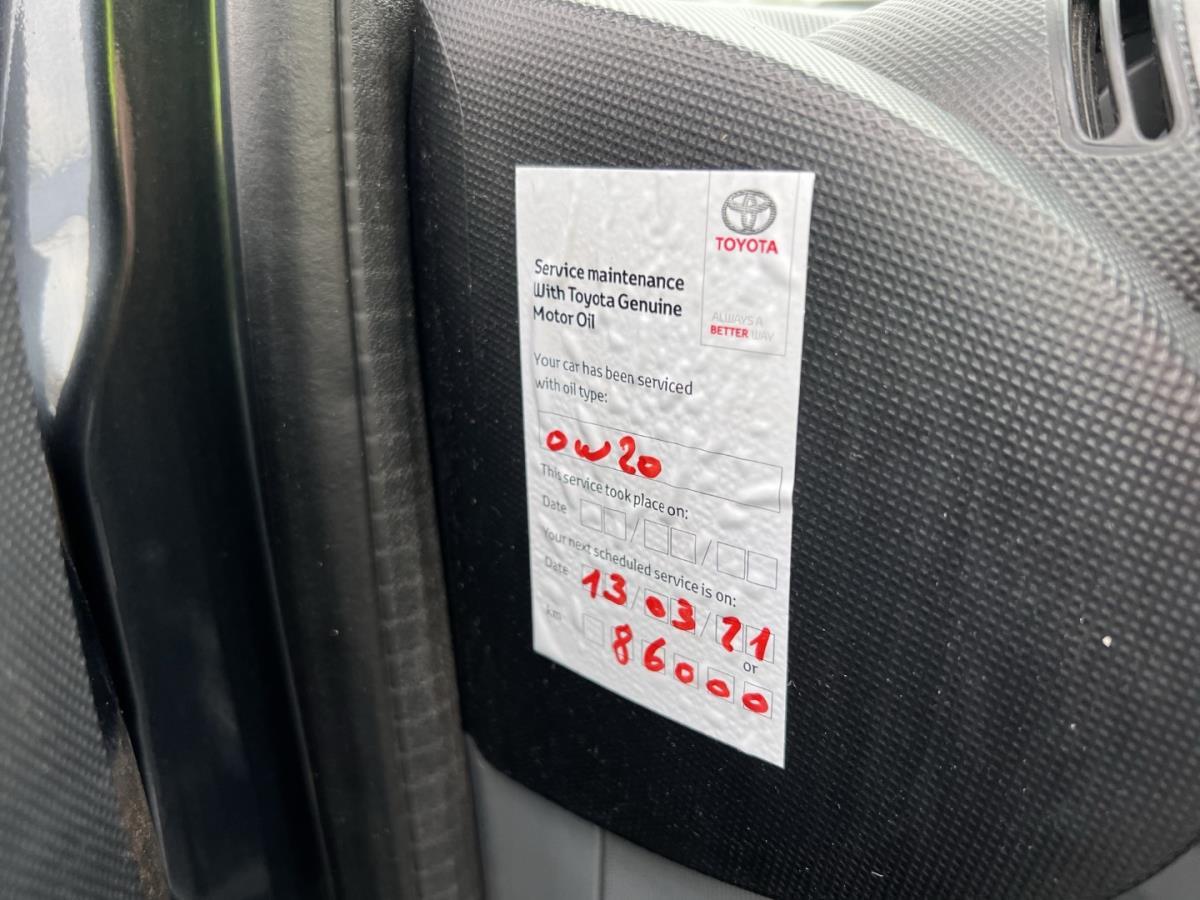 TOYOTA
ALWAYS A
BETTER WAY
Service maintenance
With Toyota Genuine
Motor Oil
Your car has been serviced
with oil type:
0w20
This service took place on:
Date / /
Your next scheduled service is on:
Date 13/03/21
or
km 86000